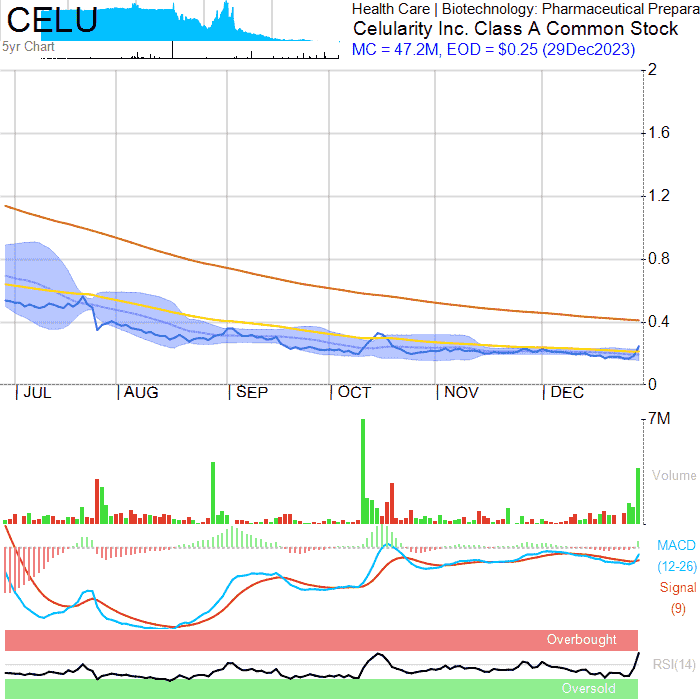 CELU
5yr Chart
Health Care | Biotechnology: Pharmaceutical Prepara
Celularity Inc. Class A Common Stock
MC = 47.2M, EOD = $0.25 (29Dec2023)
2
1.6
1.2
0.8
0.4
0
JUL AUG SEP OCT NOV DEC
7M
Volume
MACD
(12-26)
Signal
(9)
Overbought
RSI(14)
Oversold